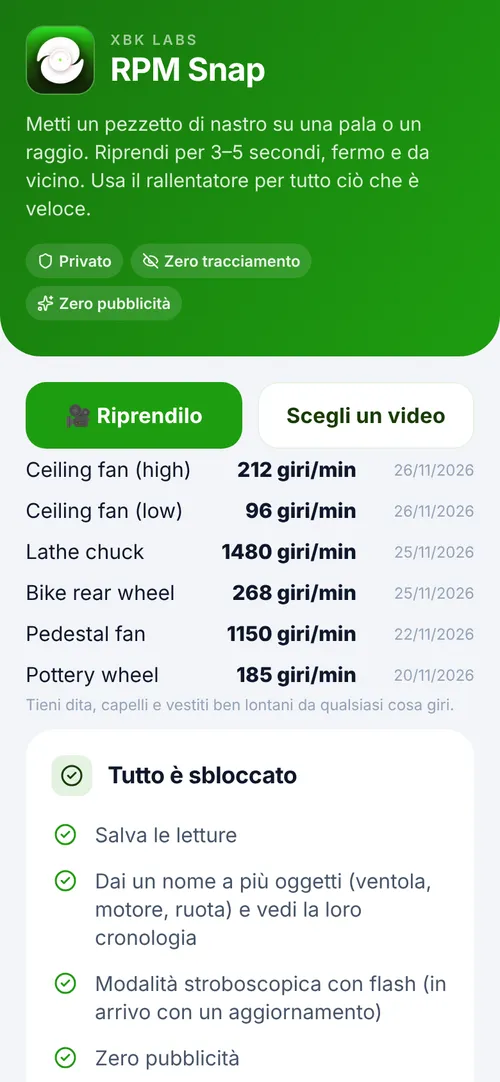 XBK LABS
RPM Snap
Metti un pezzetto di nastro su una pala o un
raggio. Riprendi per 3–5 secondi, fermo e da
vicino. Usa il rallentatore per tutto ciò che è
veloce.
Privato
Zero tracciamento
Zero pubblicità
Riprendilo
Scegli un video
Ceiling fan (high) 212 giri/min 26/11/2026
Ceiling fan (low) 96 giri/min 26/11/2026
Lathe chuck 1480 giri/min 25/11/2026
Bike rear wheel 268 giri/min 25/11/2026
Pedestal fan 1150 giri/min 22/11/2026
Pottery wheel 185 giri/min 20/11/2026
Tieni dita, capelli e vestiti ben lontani da qualsiasi cosa giri.
Tutto è sbloccato
Salva le letture
Dai un nome a più oggetti (ventola,
motore, ruota) e vedi la loro
cronologia
Modalità stroboscopica con flash (in
arrivo con un aggiornamento)
Zero pubblicità